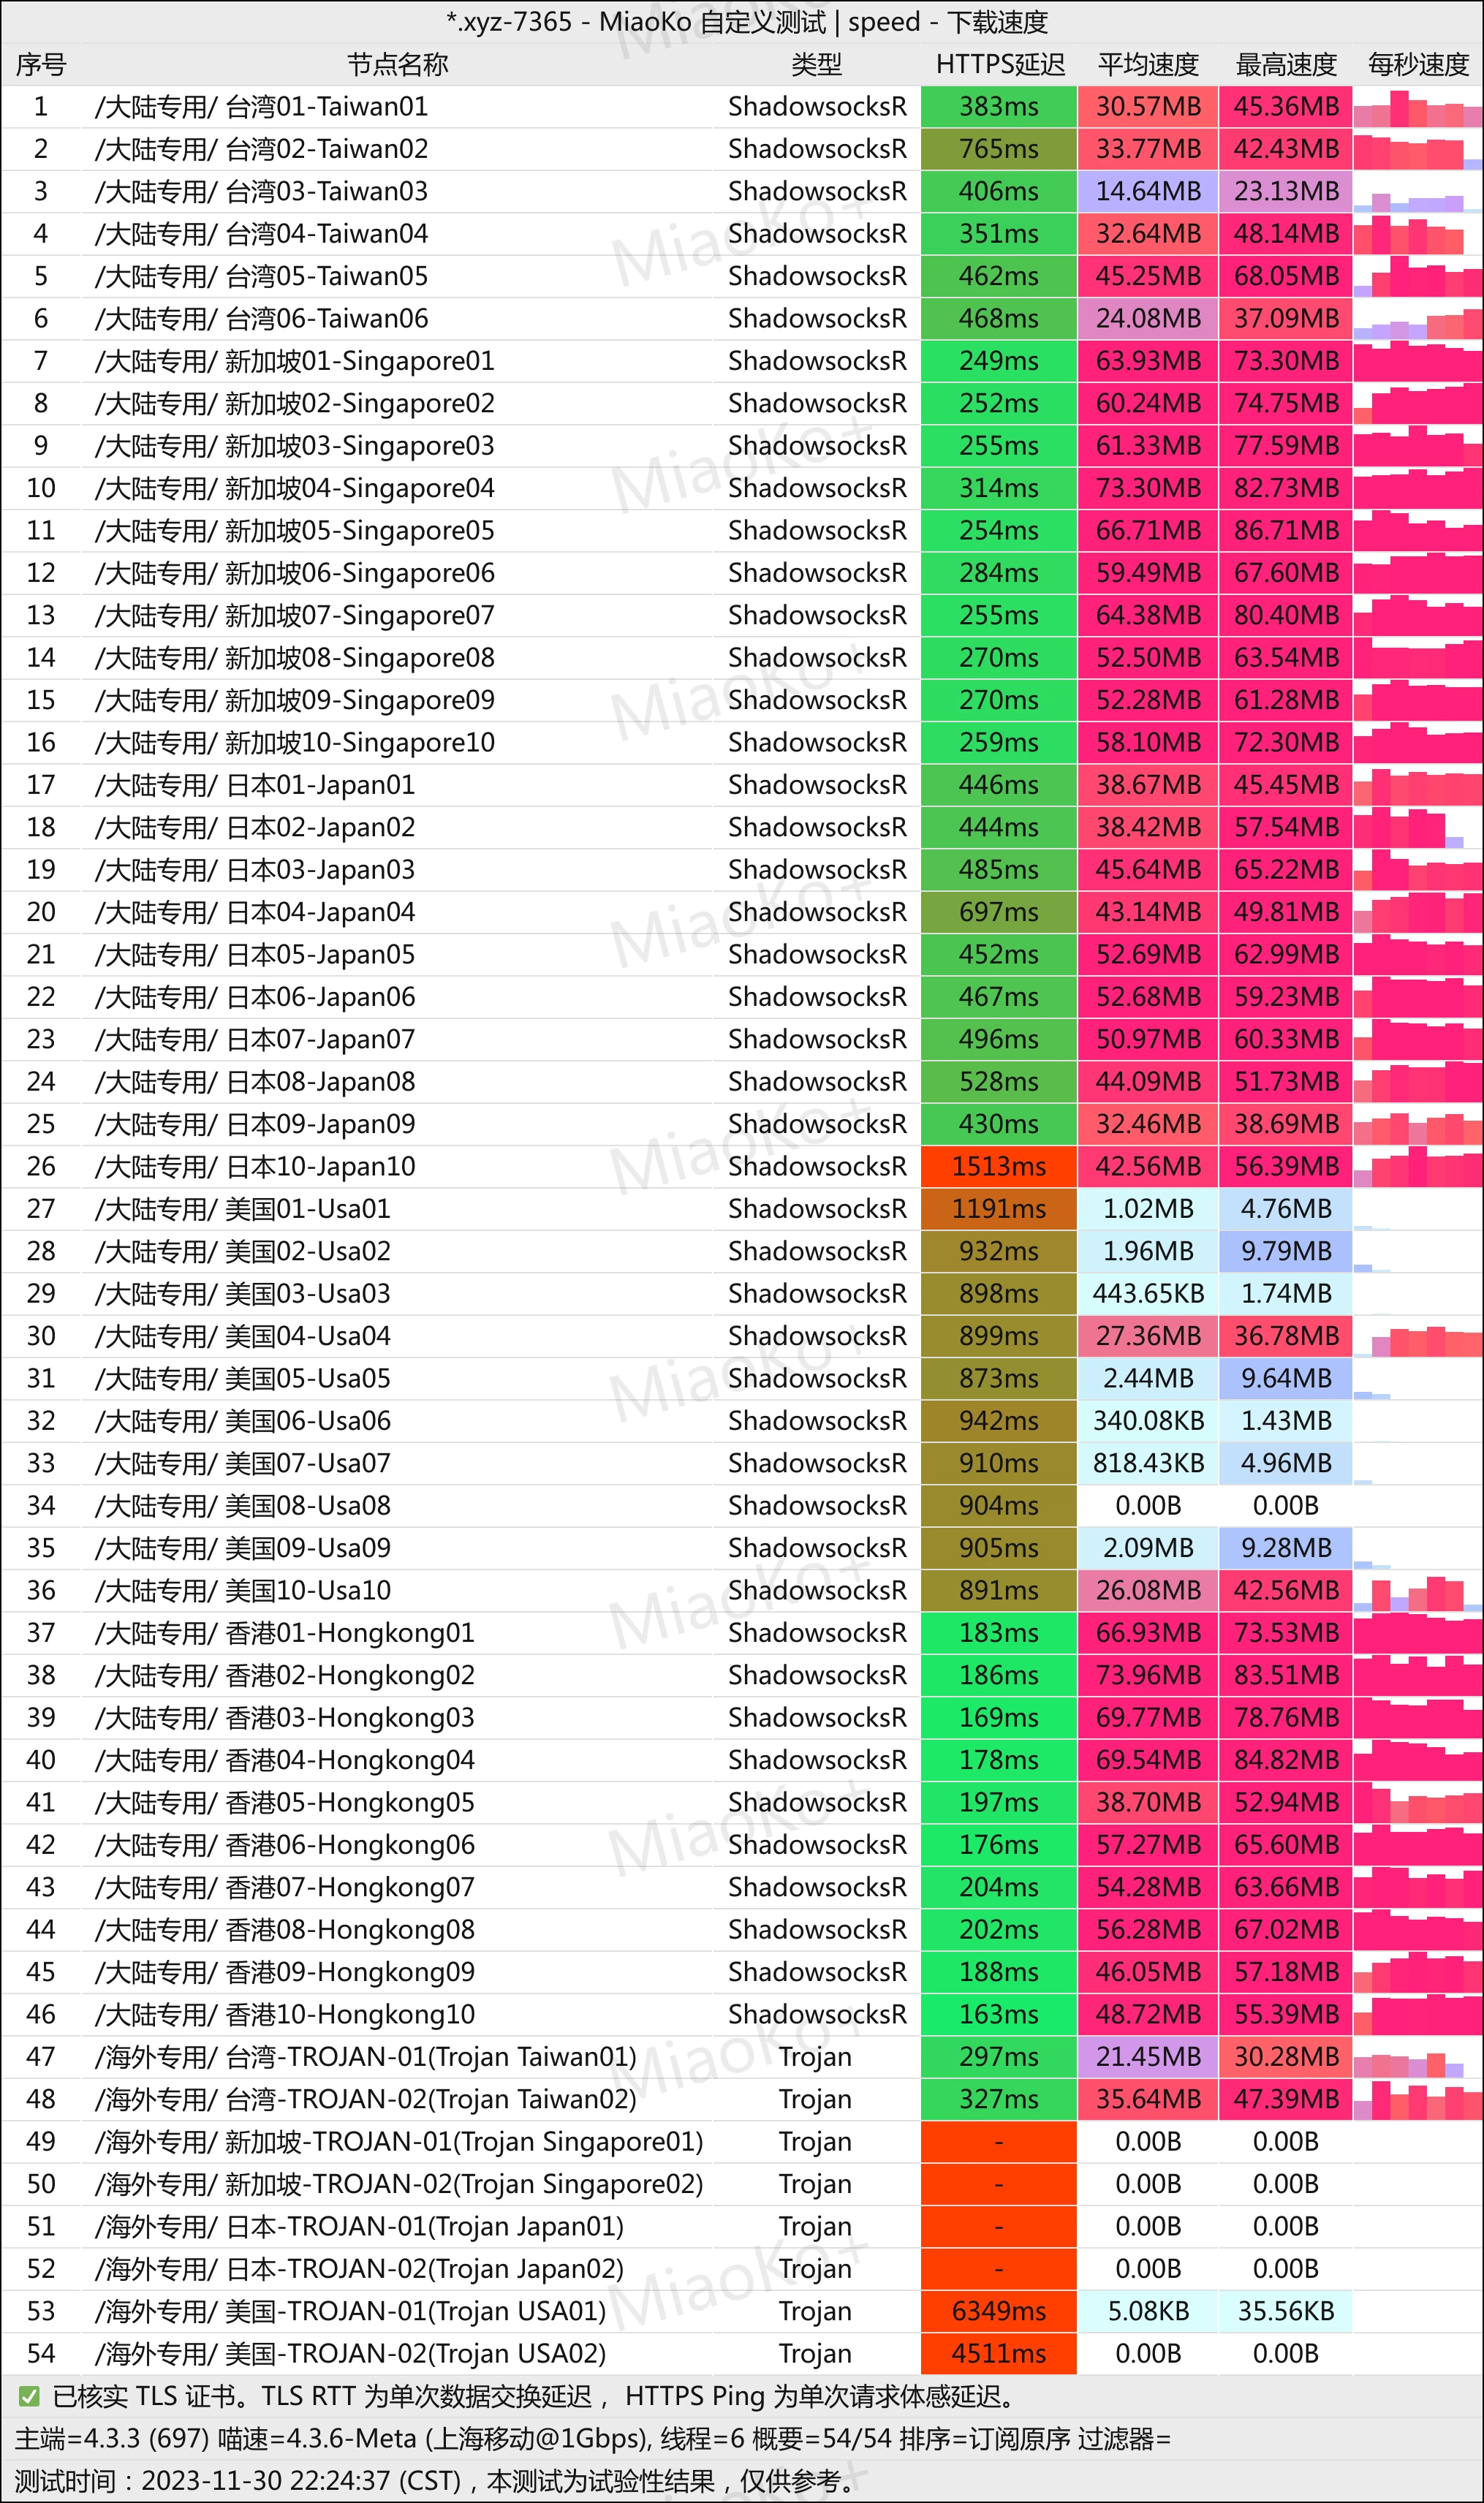 *.xyz-7365 - MiaoKo 自定义测试 | speed - 下载速度
序号 节点名称 类型 HTTPS延迟 平均速度 最高速度 每秒速度
1 /大陆专用/ 台湾01-Taiwan01 ShadowsocksR 383ms 30.57MB 45.36MB
2 /大陆专用/ 台湾02-Taiwan02 ShadowsocksR 765ms 33.77MB 42.43MB
3 /大陆专用/ 台湾03-Taiwan03 ShadowsocksR 406ms 14.64MB 23.13MB
4 /大陆专用/ 台湾04-Taiwan04 ShadowsocksR 351ms 32.64MB 48.14MB
5 /大陆专用/ 台湾05-Taiwan05 ShadowsocksR 462ms 45.25MB 68.05MB
6 /大陆专用/ 台湾06-Taiwan06 ShadowsocksR 468ms 24.08MB 37.09MB
7 /大陆专用/ 新加坡01-Singapore01 ShadowsocksR 249ms 63.93MB 73.30MB
8 /大陆专用/ 新加坡02-Singapore02 ShadowsocksR 252ms 60.24MB 74.75MB
9 /大陆专用/ 新加坡03-Singapore03 ShadowsocksR 255ms 61.33MB 77.59MB
10 /大陆专用/ 新加坡04-Singapore04 ShadowsocksR 314ms 73.30MB 82.73MB
11 /大陆专用/ 新加坡05-Singapore05 ShadowsocksR 254ms 66.71MB 86.71MB
12 /大陆专用/ 新加坡06-Singapore06 ShadowsocksR 284ms 59.49MB 67.60MB
13 /大陆专用/ 新加坡07-Singapore07 ShadowsocksR 255ms 64.38MB 80.40MB
14 /大陆专用/ 新加坡08-Singapore08 ShadowsocksR 270ms 52.50MB 63.54MB
15 /大陆专用/ 新加坡09-Singapore09 ShadowsocksR 270ms 52.28MB 61.28MB
16 /大陆专用/ 新加坡10-Singapore10 ShadowsocksR 259ms 58.10MB 72.30MB
17 /大陆专用/ 日本01-Japan01 ShadowsocksR 446ms 38.67MB 45.45MB
18 /大陆专用/ 日本02-Japan02 ShadowsocksR 444ms 38.42MB 57.54MB
19 /大陆专用/ 日本03-Japan03 ShadowsocksR 485ms 45.64MB 65.22MB
20 /大陆专用/ 日本04-Japan04 ShadowsocksR 697ms 43.14MB 49.81MB
21 /大陆专用/ 日本05-Japan05 ShadowsocksR 452ms 52.69MB 62.99MB
22 /大陆专用/ 日本06-Japan06 ShadowsocksR 467ms 52.68MB 59.23MB
23 /大陆专用/ 日本07-Japan07 ShadowsocksR 496ms 50.97MB 60.33MB
24 /大陆专用/ 日本08-Japan08 ShadowsocksR 528ms 44.09MB 51.73MB
25 /大陆专用/ 日本09-Japan09 ShadowsocksR 430ms 32.46MB 38.69MB
26 /大陆专用/ 日本10-Japan10 ShadowsocksR 1513ms 42.56MB 56.39MB
27 /大陆专用/ 美国01-Usa01 ShadowsocksR 1191ms 1.02MB 4.76MB
28 /大陆专用/ 美国02-Usa02 ShadowsocksR 932ms 1.96MB 9.79MB
29 /大陆专用/ 美国03-Usa03 ShadowsocksR 898ms 443.65KB 1.74MB
30 /大陆专用/ 美国04-Usa04 ShadowsocksR 899ms 27.36MB 36.78MB
31 /大陆专用/ 美国05-Usa05 ShadowsocksR 873ms 2.44MB 9.64MB
32 /大陆专用/ 美国06-Usa06 ShadowsocksR 942ms 340.08KB 1.43MB
33 /大陆专用/ 美国07-Usa07 ShadowsocksR 910ms 818.43KB 4.96MB
34 /大陆专用/ 美国08-Usa08 ShadowsocksR 904ms 0.00B 0.00B
35 /大陆专用/ 美国09-Usa09 ShadowsocksR 905ms 2.09MB 9.28MB
36 /大陆专用/ 美国10-Usa10 ShadowsocksR 891ms 26.08MB 42.56MB
37 /大陆专用/ 香港01-Hongkong01 ShadowsocksR 183ms 66.93MB 73.53MB
38 /大陆专用/ 香港02-Hongkong02 ShadowsocksR 186ms 73.96MB 83.51MB
39 /大陆专用/ 香港03-Hongkong03 ShadowsocksR 169ms 69.77MB 78.76MB
40 /大陆专用/ 香港04-Hongkong04 ShadowsocksR 178ms 69.54MB 84.82MB
41 /大陆专用/ 香港05-Hongkong05 ShadowsocksR 197ms 38.70MB 52.94MB
42 /大陆专用/ 香港06-Hongkong06 ShadowsocksR 176ms 57.27MB 65.60MB
43 /大陆专用/ 香港07-Hongkong07 ShadowsocksR 204ms 54.28MB 63.66MB
44 /大陆专用/ 香港08-Hongkong08 ShadowsocksR 202ms 56.28MB 67.02MB
45 /大陆专用/ 香港09-Hongkong09 ShadowsocksR 188ms 46.05MB 57.18MB
46 /大陆专用/ 香港10-Hongkong10 ShadowsocksR 163ms 48.72MB 55.39MB
47 /海外专用/ 台湾-TROJAN-01(Trojan Taiwan01) Trojan 297ms 21.45MB 30.28MB
48 /海外专用/ 台湾-TROJAN-02(Trojan Taiwan02) Trojan 327ms 35.64MB 47.39MB
49 /海外专用/ 新加坡-TROJAN-01(Trojan Singapore01) Trojan - 0.00B 0.00B
50 /海外专用/ 新加坡-TROJAN-02(Trojan Singapore02) Trojan - 0.00B 0.00B
51 /海外专用/ 日本-TROJAN-01(Trojan Japan01) Trojan - 0.00B 0.00B
52 /海外专用/ 日本-TROJAN-02(Trojan Japan02) Trojan - 0.00B 0.00B
53 /海外专用/ 美国-TROJAN-01(Trojan USA01) Trojan 6349ms 5.08KB 35.56KB
54 /海外专用/ 美国-TROJAN-02(Trojan USA02) Trojan 4511ms 0.00B 0.00B
✅ 已核实 TLS 证书。TLS RTT 为单次数据交换延迟，HTTPS Ping 为单次请求体感延迟。
主端=4.3.3 (697) 喵速=4.3.6-Meta (上海移动@1Gbps), 线程=6 概要=54/54 排序=订阅原序 过滤器=
测试时间：2023-11-30 22:24:37 (CST)，本测试为试验性结果，仅供参考。